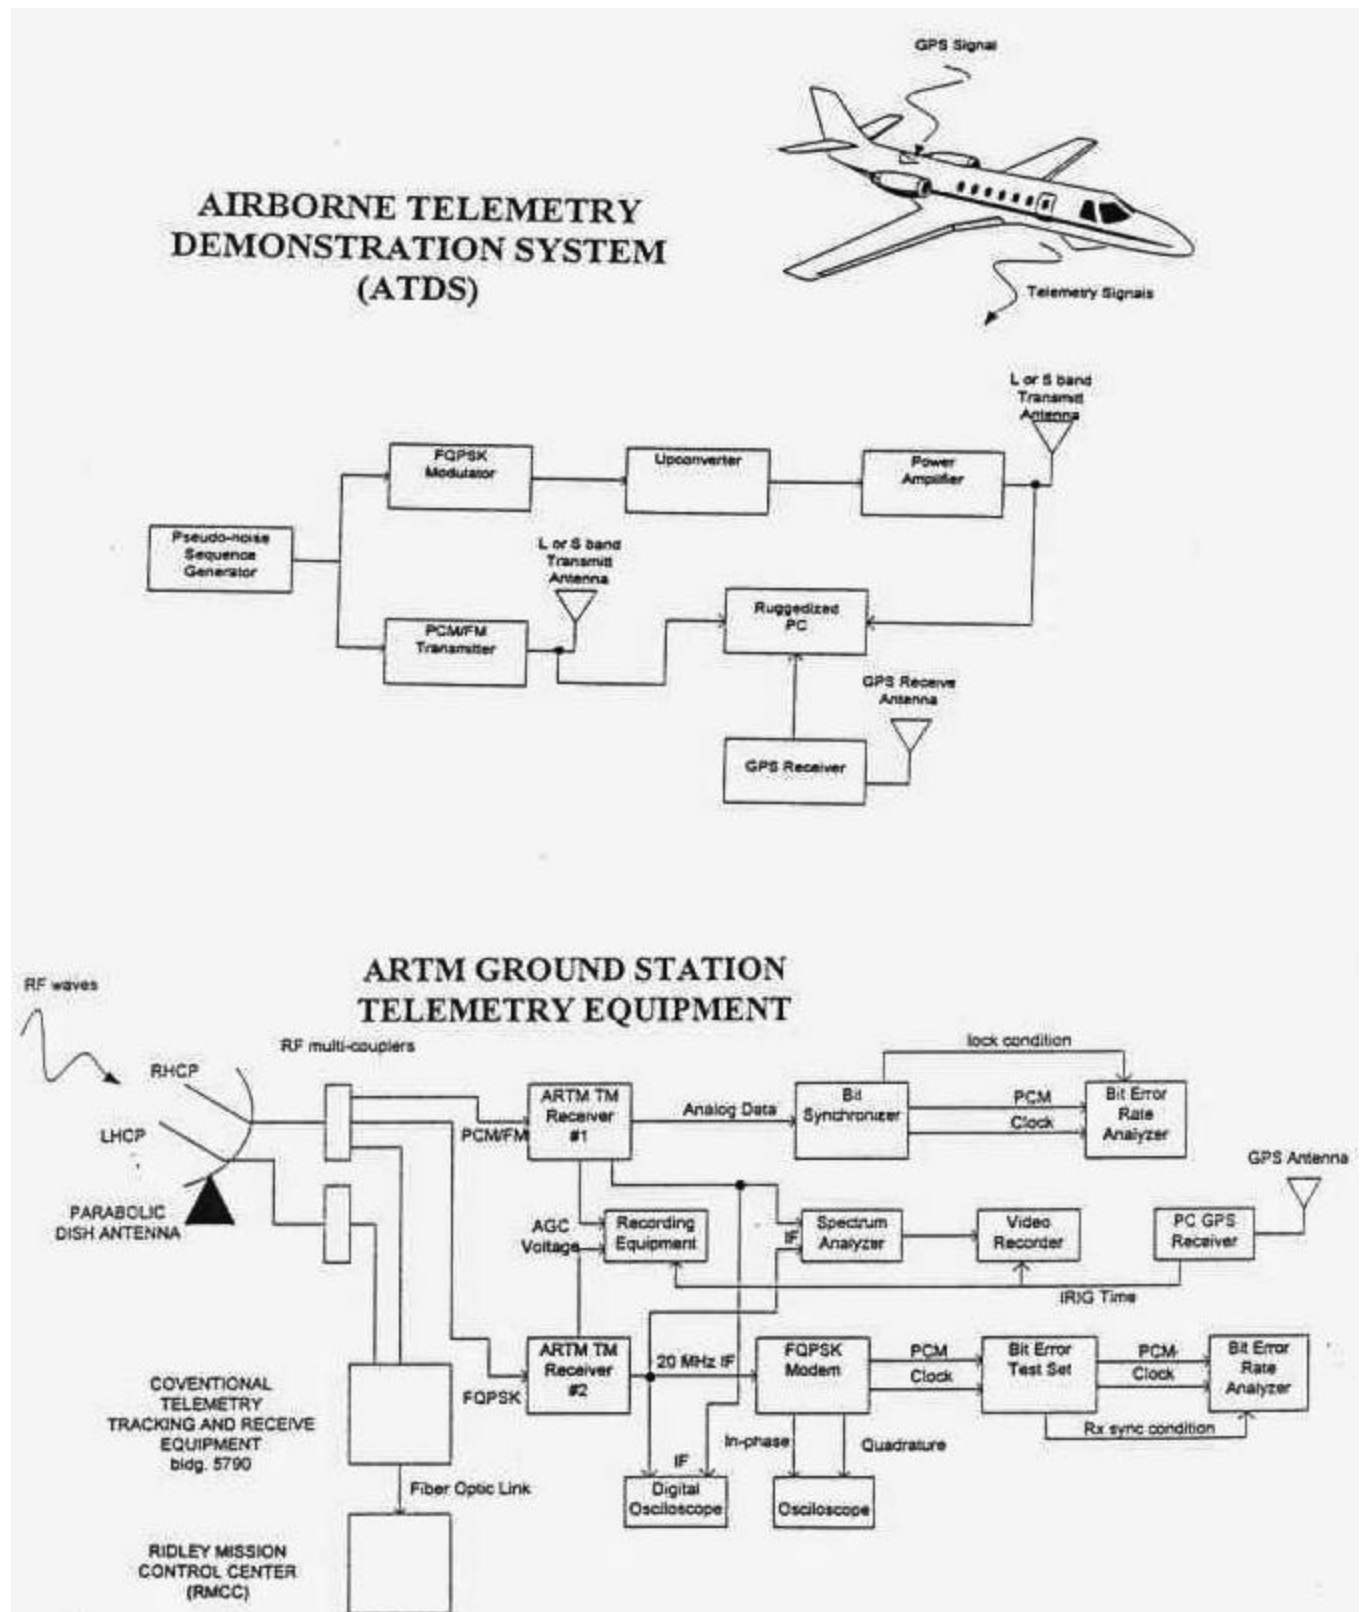 GPS Signal
AIRBORNE TELEMETRY
DEMONSTRATION SYSTEM
(ATDS)
Telemetry Signals
L or S band
Transmitt
Antenna
FQPSK
Modulator
Upconverter
Power
Amplifier
Pseudo-noise
Sequence
Generator
L or S band
Transmitt
Antenna
Ruggedized
PC
PCM/FM
Transmitter
GPS Receive
Antenna
GPS Receiver
ARTM GROUND STATION
TELEMETRY EQUIPMENT
RF waves
RF multi-couplers
lock condition
RHCP
LHCP
PARABOLIC
DISH ANTENNA
PCM/FM
ARTM TM
Receiver
#1
Analog Data
Bit
Synchronizer
PCM
Clock
Bit Error
Rate
Analyzer
GPS Antenna
AGC
Voltage
Recording
Equipment
IF
Spectrum
Analyzer
Video
Recorder
PC GPS
Receiver
IRIG Time
FQPSK
ARTM TM
Receiver
#2
20 MHz IF
FQPSK
Modem
PCM
Clock
Bit Error
Test Set
PCM
Clock
Bit Error
Rate
Analyzer
Rx sync condition
In-phase
Quadrature
IF
Digital
Osciloscope
Osciloscope
COVENTIONAL
TELEMETRY
TRACKING AND RECEIVE
EQUIPMENT
bldg. 5790
Fiber Optic Link
RIDLEY MISSION
CONTROL CENTER
(RMCC)